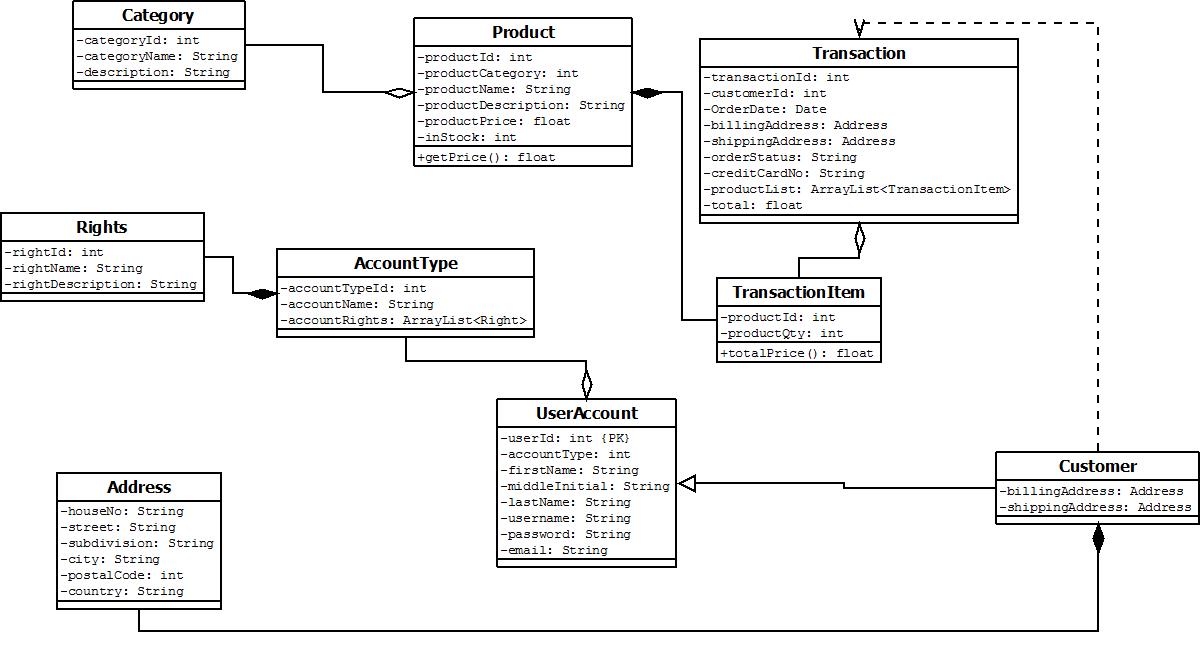 Category
-categoryId: int
-categoryName: String
-description: String
Product
-productId: int
-productCategory: int
-productName: String
-productDescription: String
-productPrice: float
-inStock: int
+getPrice(): float
Transaction
-transactionId: int
-customerId: int
-OrderDate: Date
-billingAddress: Address
-shippingAddress: Address
-orderStatus: String
-creditCardNo: String
-productList: ArrayList<TransactionItem>
-total: float
Rights
-rightId: int
-rightName: String
-rightDescription: String
AccountType
-accountTypeId: int
-accountName: String
-accountRights: ArrayList<Right>
TransactionItem
-productId: int
-productQty: int
+totalPrice(): float
UserAccount
-userId: int {PK}
-accountType: int
-firstName: String
-middleInitial: String
-lastName: String
-username: String
-password: String
-email: String
Customer
-billingAddress: Address
-shippingAddress: Address
Address
-houseNo: String
-street: String
-subdivision: String
-city: String
-postalCode: int
-country: String